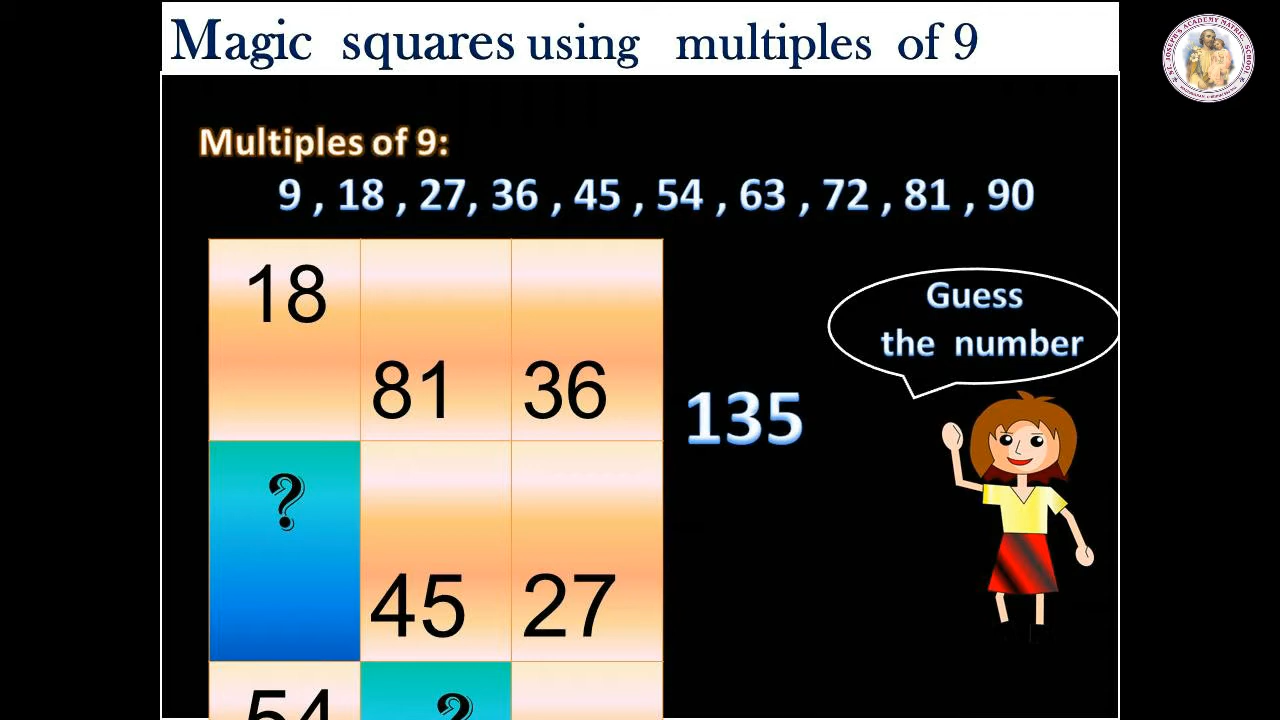 Magic squares using multiples of 9
Multiples of 9:
9 , 18 , 27, 36 , 45 , 54 , 63 , 72 , 81 , 90
18
81 36
135
Guess
the number
?
45 27
54 ?